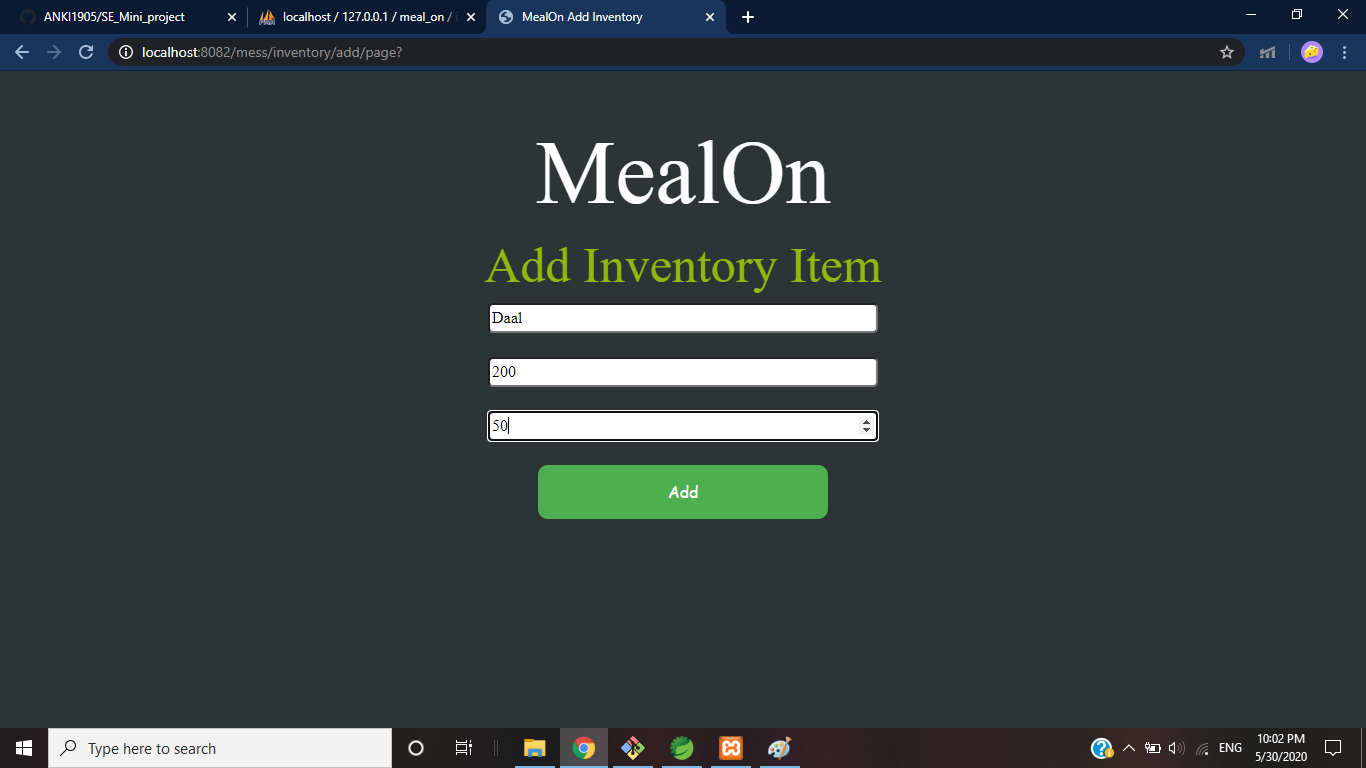 ANKI1905/SE_Mini_project
localhost / 127.0.0.1 / meal_on /
MealOn Add Inventory
localhost:8082/mess/inventory/add/page?
MealOn
Add Inventory Item
Daal
200
50
Add
Type here to search
ENG
10:02 PM
5/30/2020